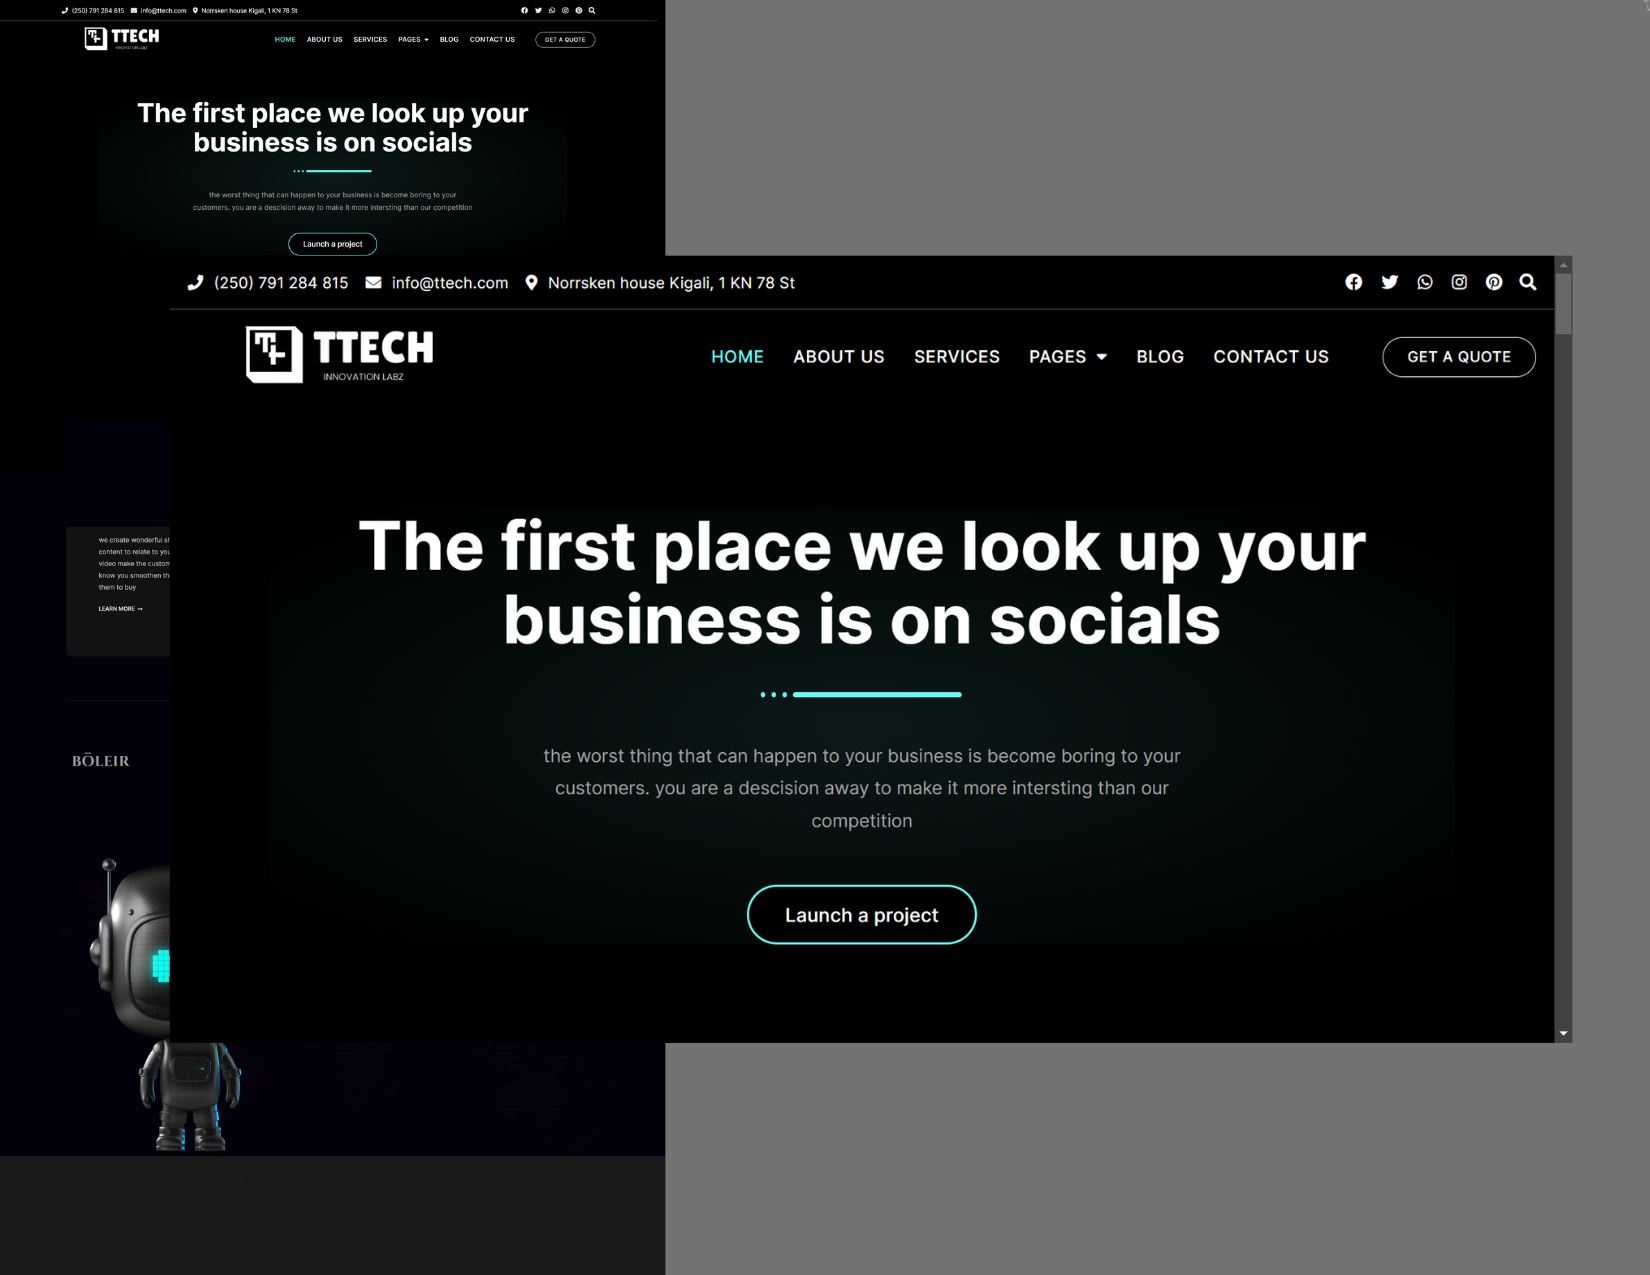 (250) 791 284 815 info@ttech.com Norrsken house Kigali, 1 KN 78 St
TTECH
INNOVATION LABZ
HOME ABOUT US SERVICES PAGES BLOG CONTACT US GET A QUOTE
The first place we look up your
business is on socials
the worst thing that can happen to your business is become boring to your
customers. you are a descision away to make it more intersting than our competition
Launch a project
(250) 791 284 815 info@ttech.com Norrsken house Kigali, 1 KN 78 St
TTECH
INNOVATION LABZ
HOME ABOUT US SERVICES PAGES BLOG CONTACT US GET A QUOTE
The first place we look up your
business is on socials
the worst thing that can happen to your business is become boring to your
customers. you are a descision away to make it more intersting than our
competition
Launch a project
we create wonderful
content to relate to
video make the
know you smoothen
them to buy
LEARN MORE
BŌLEIR